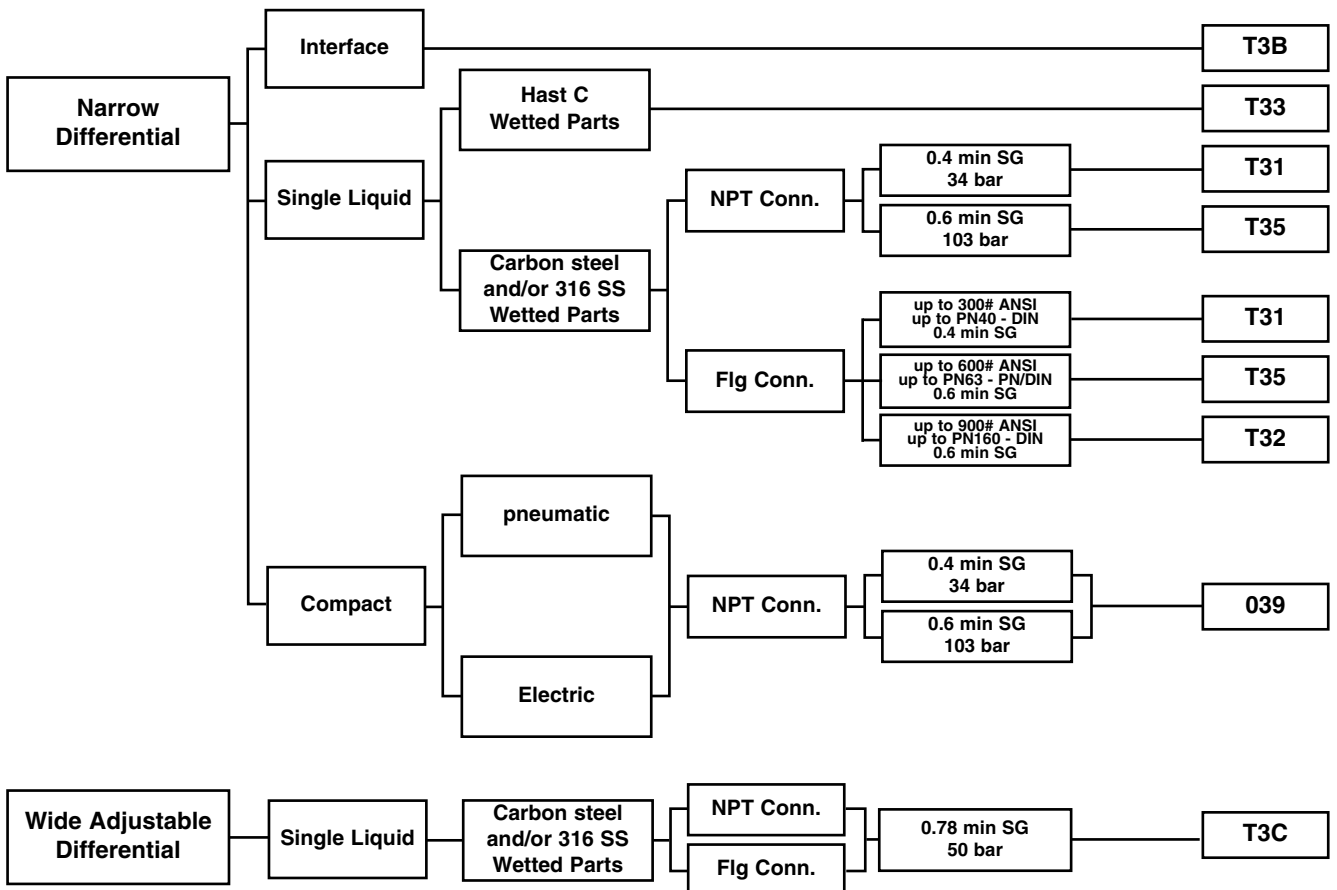 Interface
T3B
Narrow
Differential
Hast C
Wetted Parts
T33
Single Liquid
NPT Conn.
0.4 min SG
34 bar
T31
0.6 min SG
103 bar
T35
Carbon steel
and/or 316 SS
Wetted Parts
Flg Conn.
up to 300# ANSI
up to PN40 - DIN
0.4 min SG
T31
up to 600# ANSI
up to PN63 - PN/DIN
0.6 min SG
T35
up to 900# ANSI
up to PN160 - DIN
0.6 min SG
T32
Compact
pneumatic
Electric
NPT Conn.
0.4 min SG
34 bar
0.6 min SG
103 bar
039
Wide Adjustable
Differential
Single Liquid
Carbon steel
and/or 316 SS
Wetted Parts
NPT Conn.
Flg Conn.
0.78 min SG
50 bar
T3C